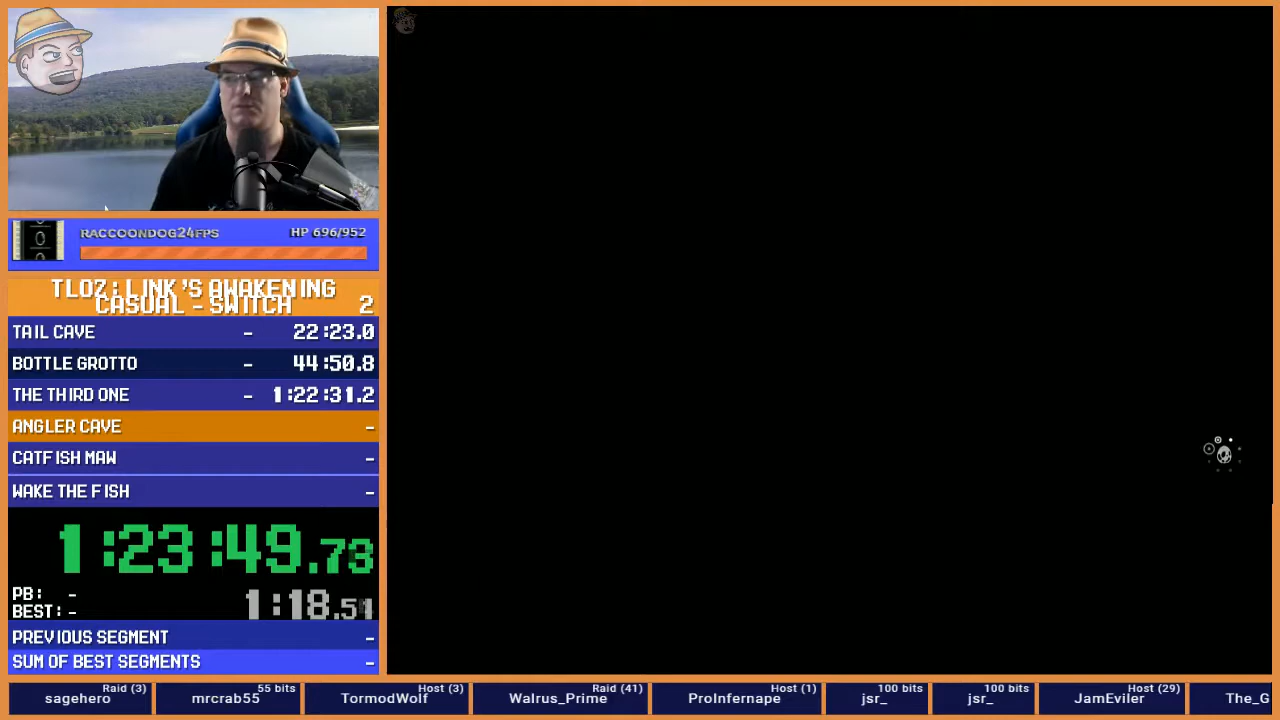 RACCOONDOG24FPS HP 696/952
TLOZ: LINK'S AWAKENING
CASUAL - SWITCH 2
TAIL CAVE - 22:23.0
BOTTLE GROTTO - 44:50.8
THE THIRD ONE - 1:22:31.2
ANGLER CAVE -
CATFISH MAW -
WAKE THE FISH -
1:23:49.73
PB: -
BEST: - 1:18.51
PREVIOUS SEGMENT -
SUM OF BEST SEGMENTS -
Raid (3) 55 bits Host (3) Raid (41) Host (1) 100 bits 100 bits Host (29)
sagehero mrcrab55 TormodWolf Walrus_Prime ProInfernape jsr_ jsr_ JamEviler The_G